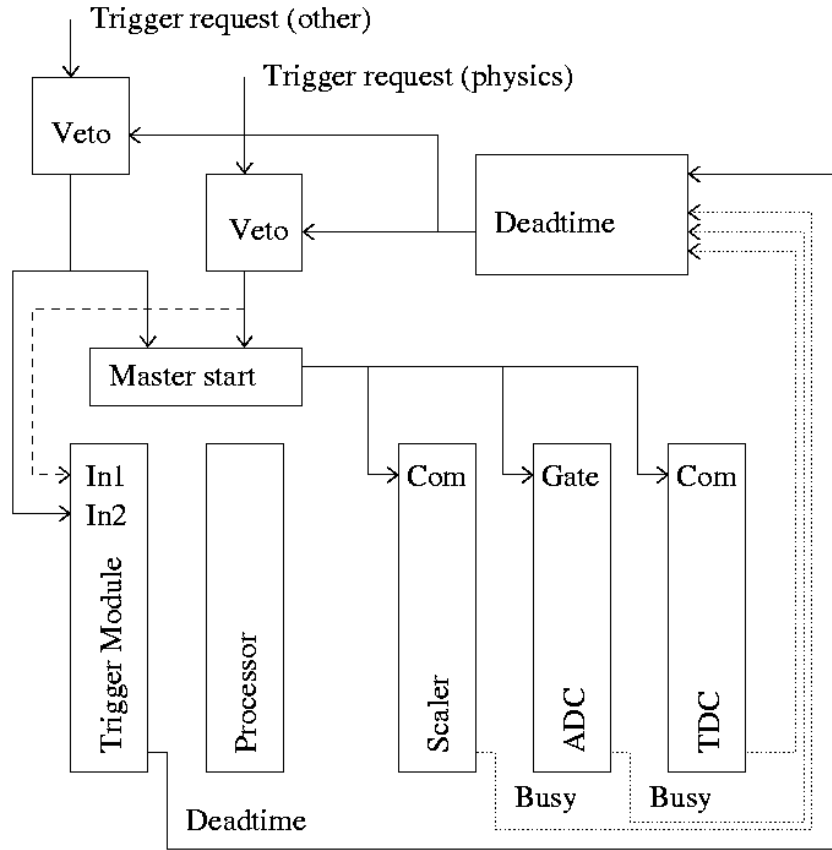 Trigger request (other)
Trigger request (physics)
Veto
Veto
Deadtime
Master start
In1
In2
Trigger Module
Processor
Com
Scaler
Gate
ADC
Com
TDC
Busy
Busy
Deadtime